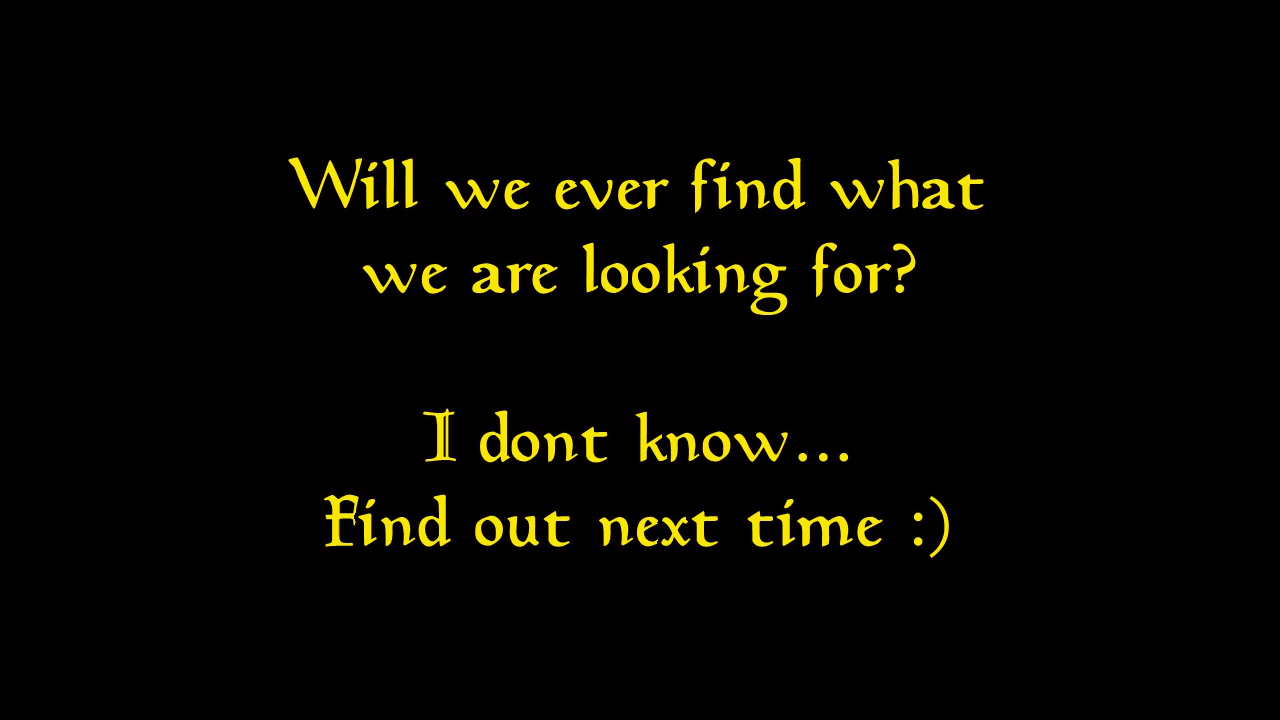 Will we ever find what
we are looking for?
I dont know...
Find out next time :)